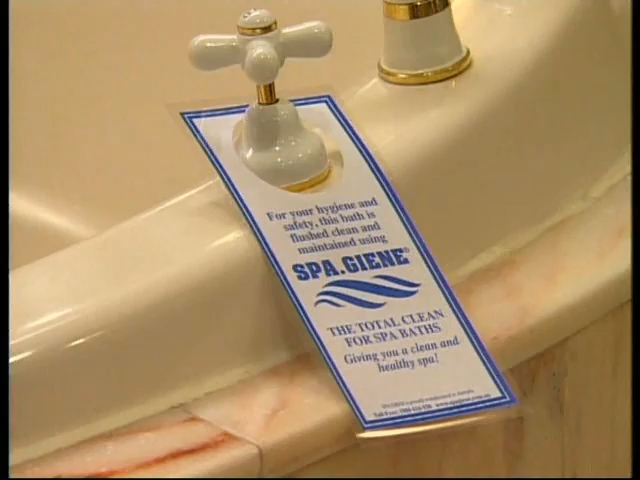 For your hygiene and
safety, this bath is
flushed clean and
maintained using
SPA.GIENE®
THE TOTAL CLEAN
FOR SPA BATHS
Giving you a clean and
healthy spa!